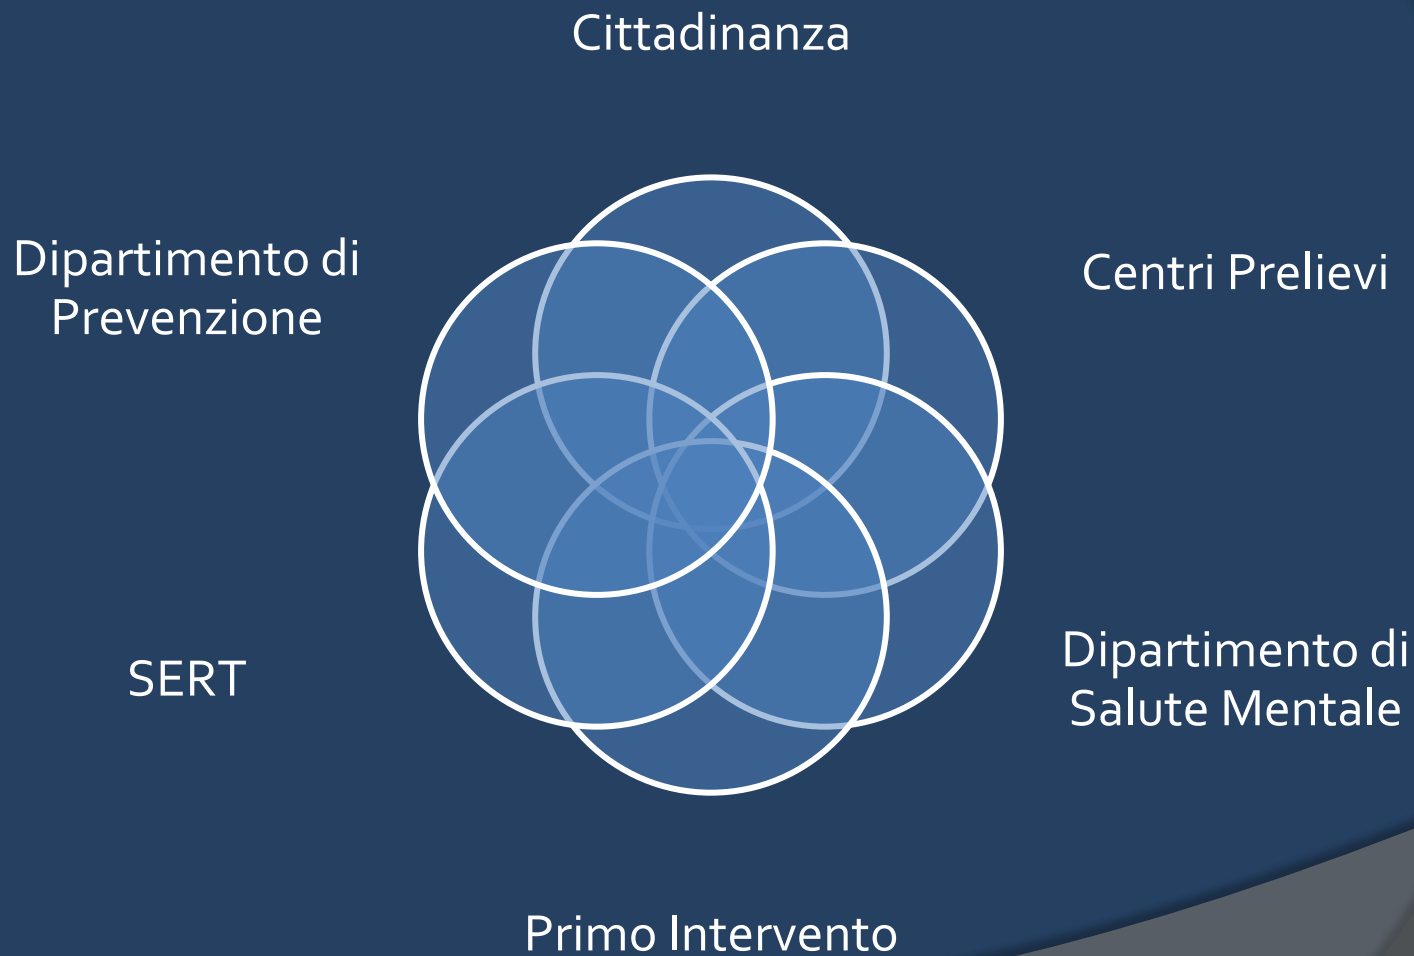 Cittadinanza
Dipartimento di
Prevenzione
Centri Prelievi
SERT
Dipartimento di
Salute Mentale
Primo Intervento